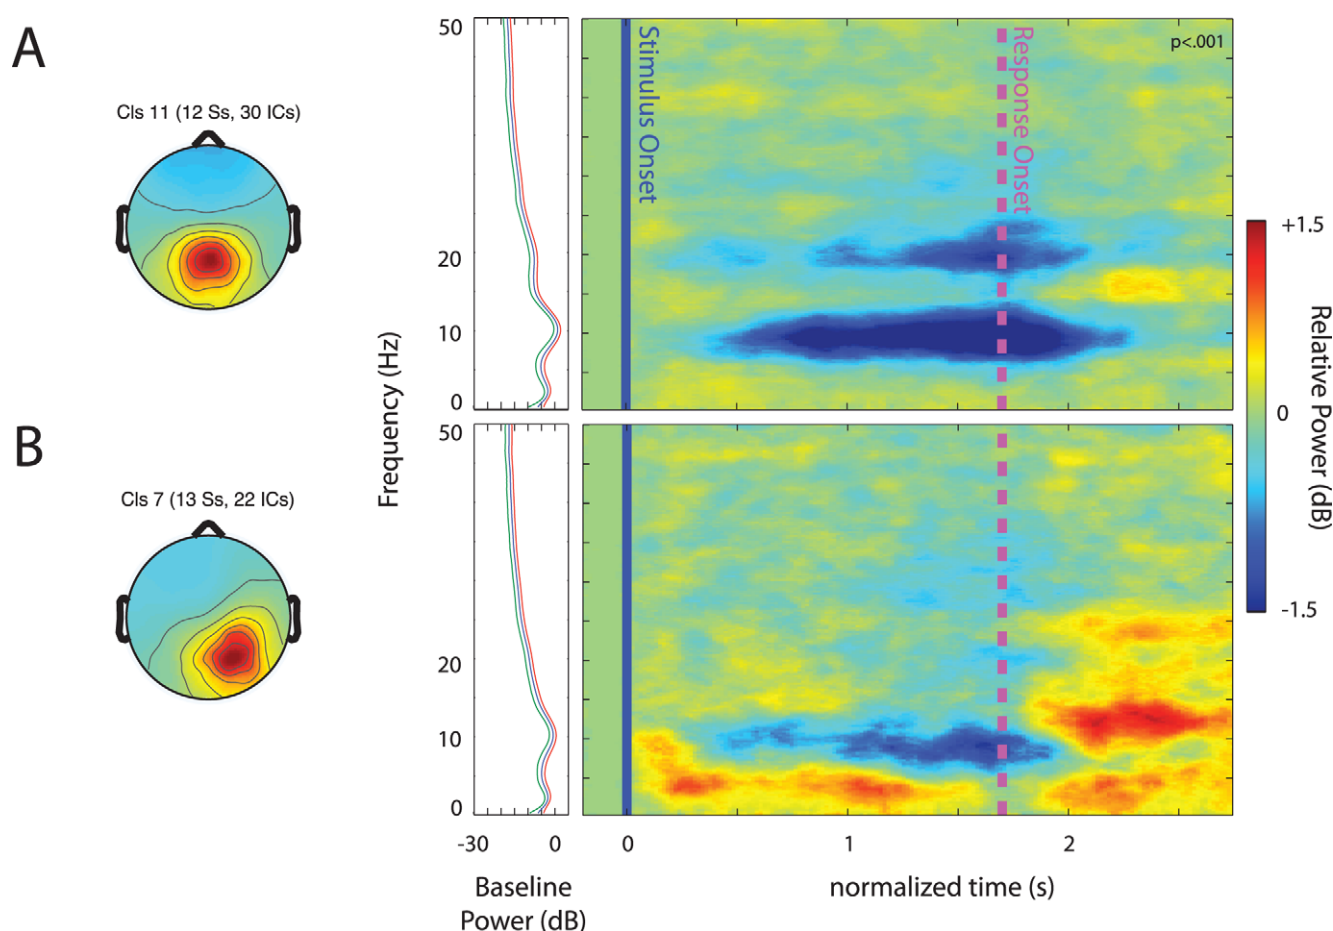 A
Cls 11 (12 Ss, 30 ICs)
50
20
10
0
Stimulus Onset
Response Onset
p<.001
Frequency (Hz)
+1.5
0
-1.5
Relative Power (dB)
B
Cls 7 (13 Ss, 22 ICs)
50
20
10
0
-30 0
Baseline
Power (dB)
0 1 2
normalized time (s)